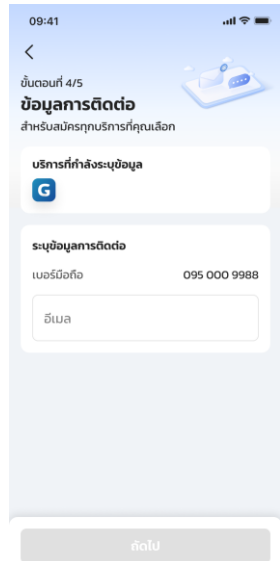 09:41
ขั้นตอนที่ 4/5
ข้อมูลการติดต่อ
สำหรับสมัครทุกบริการที่คุณเลือก
บริการที่กำลังระบุข้อมูล
G
ระบุข้อมูลการติดต่อ
เบอร์มือถือ 095 000 9988
อีเมล
ถัดไป